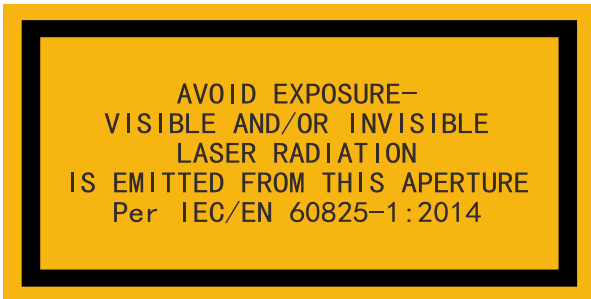 AVOID EXPOSURE-
VISIBLE AND/OR INVISIBLE
LASER RADIATION
IS EMITTED FROM THIS APERTURE
Per IEC/EN 60825-1:2014